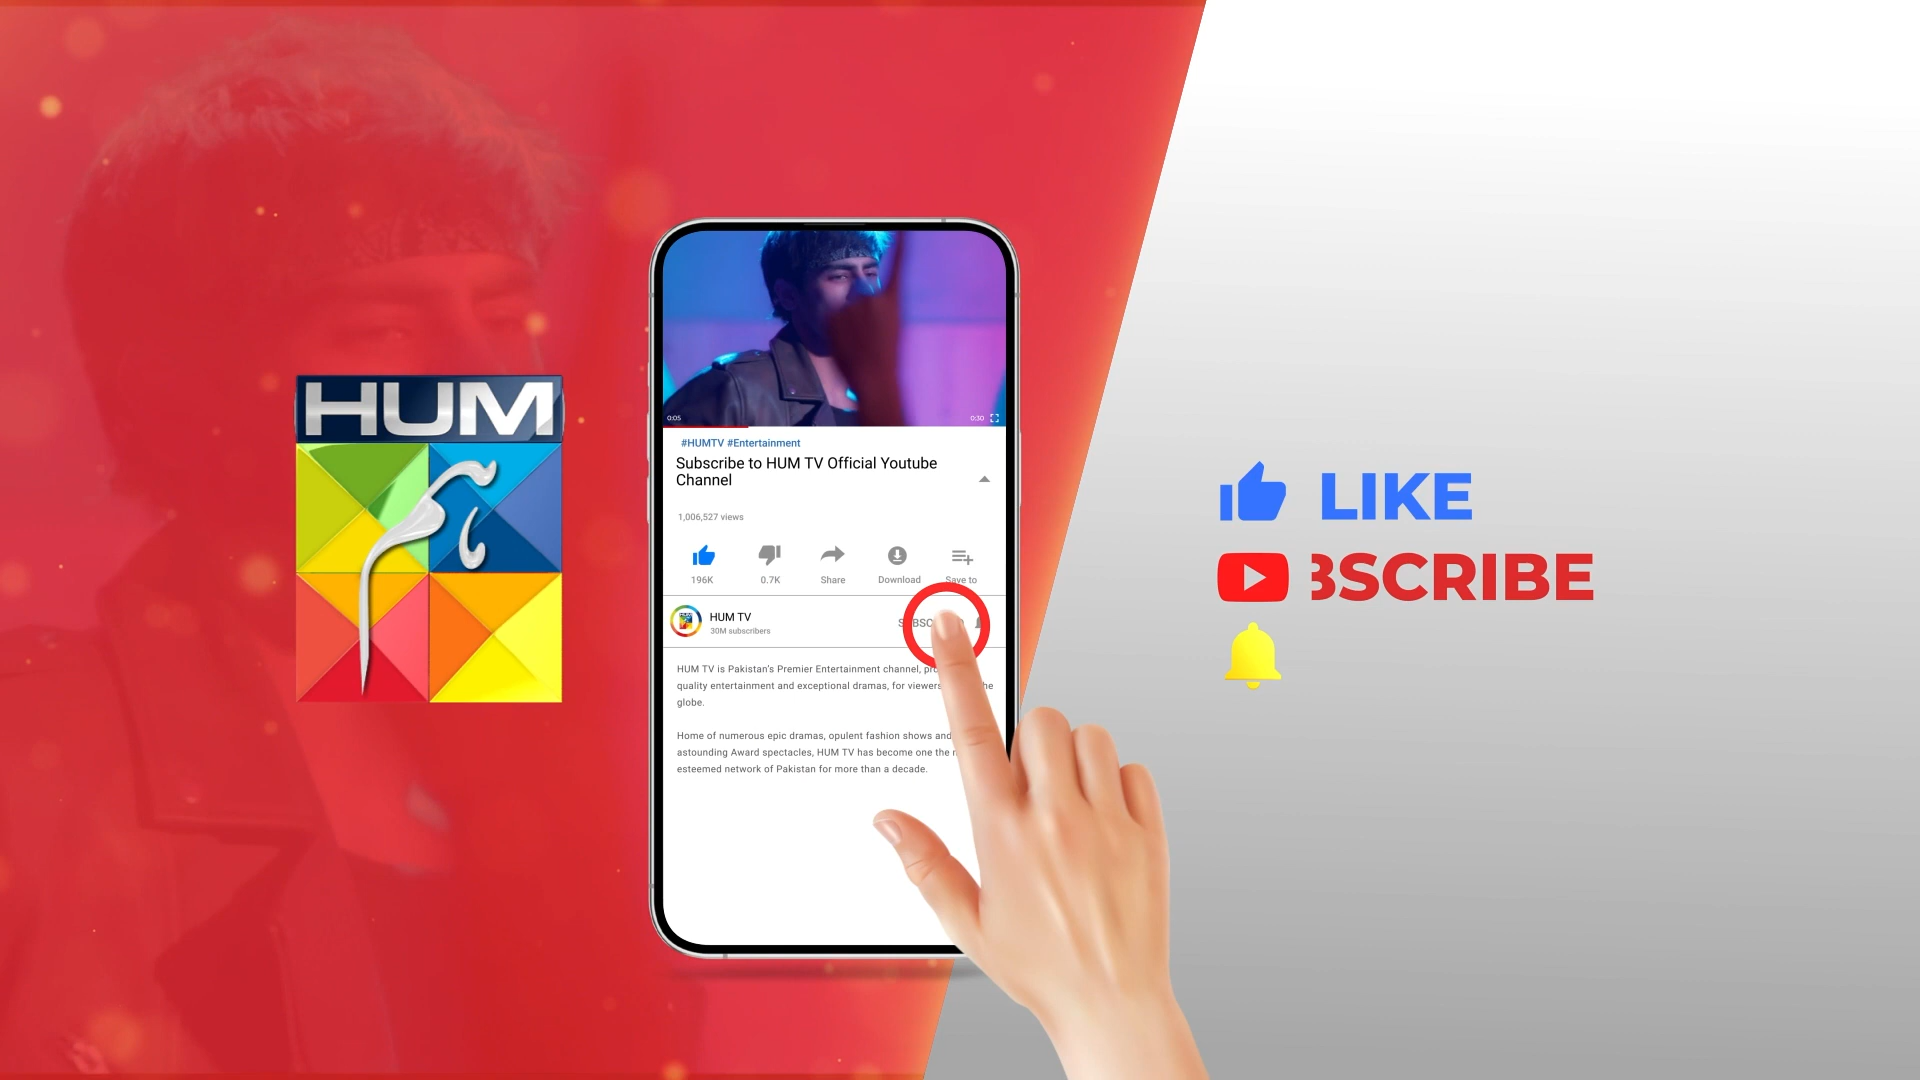 HUM
ہم
0:05
0:30
#HUMTV #Entertainment
Subscribe to HUM TV Official Youtube
Channel
1,006,527 views
196K
0.7K
Share
Download
Save to
HUM TV
30M subscribers
HUM TV is Pakistan's Premier Entertainment channel,
quality entertainment and exceptional dramas, for viewers
globe.
Home of numerous epic dramas, opulent fashion shows and
astounding Award spectacles, HUM TV has become one the
esteemed network of Pakistan for more than a decade.
LIKE
BSCRIBE